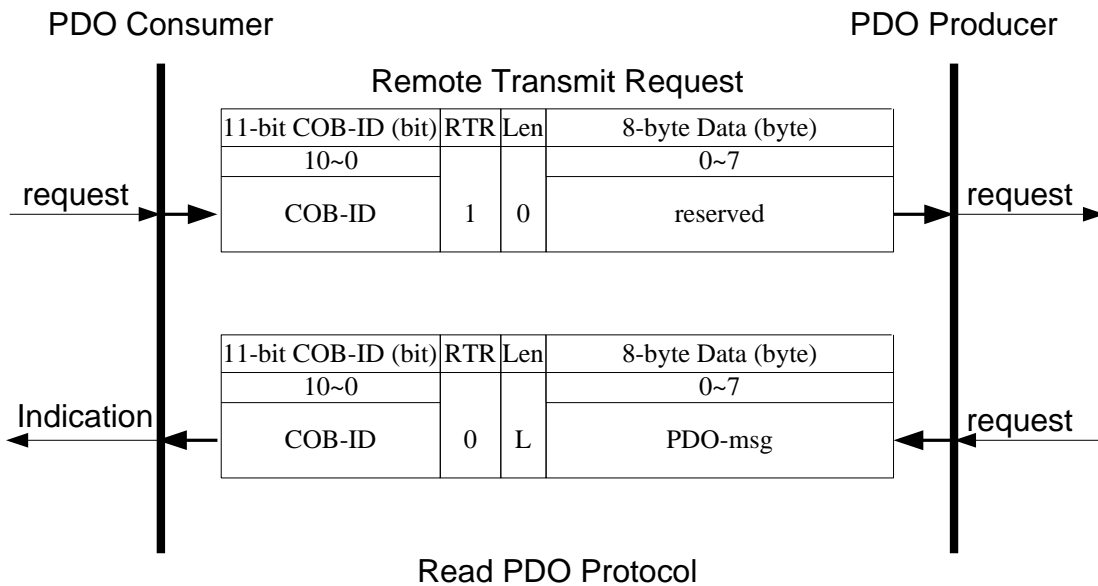 PDO Consumer
PDO Producer
Remote Transmit Request
11-bit COB-ID (bit) RTR Len 8-byte Data (byte)
10~0 0~7
request
COB-ID 1 0 reserved
request
11-bit COB-ID (bit) RTR Len 8-byte Data (byte)
10~0 0~7
Indication
COB-ID 0 L PDO-msg
request
Read PDO Protocol